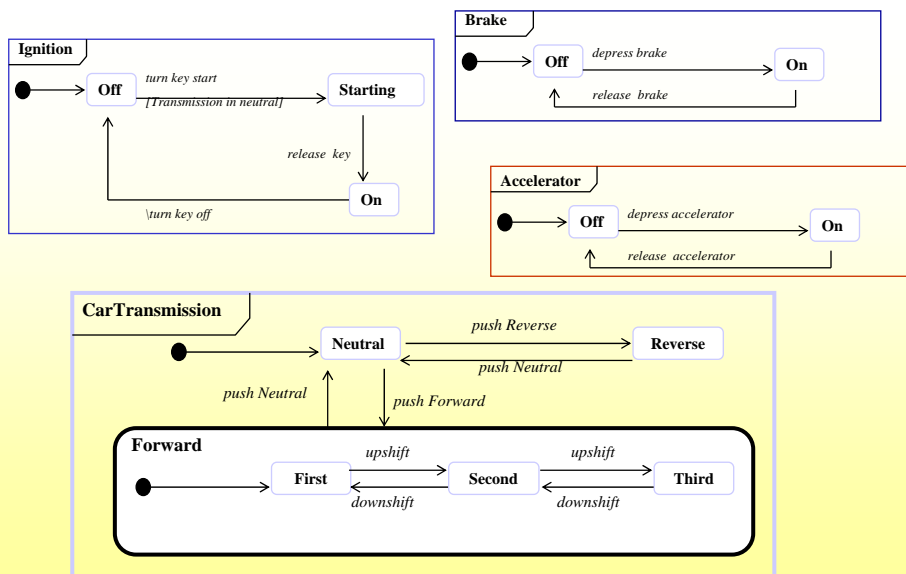 Ignition
Off
turn key start
[Transmission in neutral]
Starting
release key
On
\turn key off
Brake
Off
depress brake
On
release brake
Accelerator
Off
depress accelerator
On
release accelerator
CarTransmission
Neutral
push Reverse
Reverse
push Neutral
push Neutral
push Forward
Forward
First
upshift
Second
upshift
Third
downshift
downshift